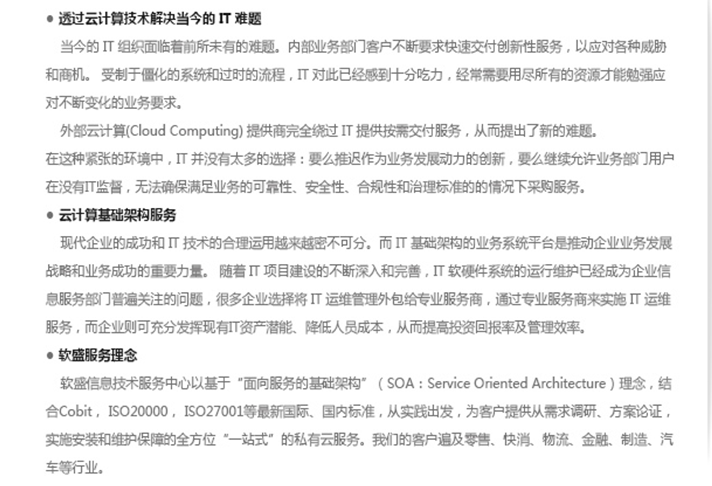 ● 透过云计算技术解决当今的 IT 难题
当今的 IT 组织面临着前所未有的难题。内部业务部门客户不断要求快速交付创新性服务，以应对各种威胁
和商机。 受制于僵化的系统和过时的流程，IT 对此已经感到十分吃力，经常需要用尽所有的资源才能勉强应
对不断变化的业务要求。
外部云计算(Cloud Computing) 提供商完全绕过 IT 提供按需交付服务，从而提出了新的难题。
在这种紧张的环境中，IT 并没有太多的选择：要么推迟作为业务发展动力的创新，要么继续允许业务部门用户
在没有IT监督，无法确保满足业务的可靠性、安全性、合规性和治理标准的的情况下采购服务。
● 云计算基础架构服务
现代企业的成功和 IT 技术的合理运用越来越密不可分。而 IT 基础架构的业务系统平台是推动企业业务发展
战略和业务成功的重要力量。 随着 IT 项目建设的不断深入和完善，IT 软硬件系统的运行维护已经成为企业信
息服务部门普遍关注的问题，很多企业选择将 IT 运维管理外包给专业服务商，通过专业服务商来实施 IT 运维
服务，而企业则可充分发挥现有IT资产潜能、降低人员成本，从而提高投资回报率及管理效率。
● 软盛服务理念
软盛信息技术服务中心以基于“面向服务的基础架构”（ SOA：Service Oriented Architecture）理念，结
合Cobit， ISO20000， ISO27001等最新国际、国内标准，从实践出发，为客户提供从需求调研、方案论证，
实施安装和维护保障的全方位“一站式”的私有云服务。我们的客户遍及零售、快消、物流、金融、制造、汽
车等行业。